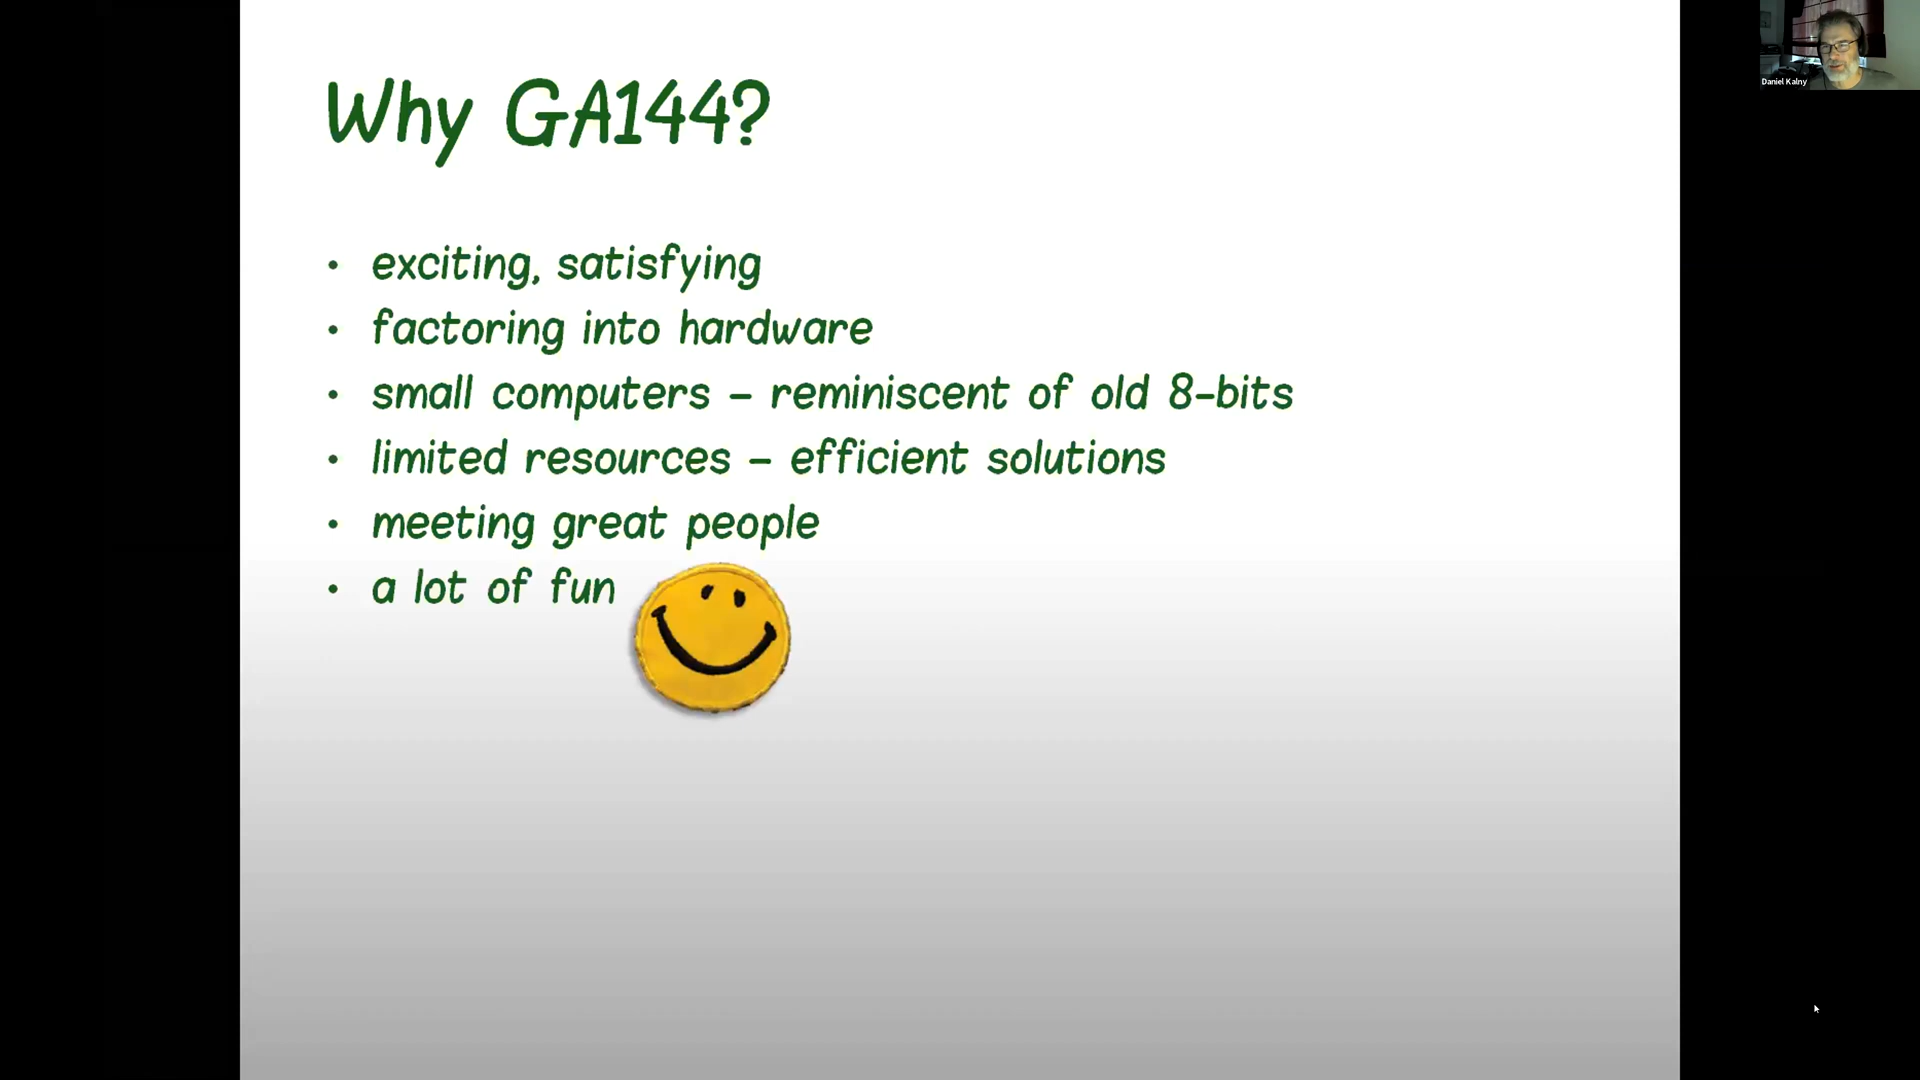 Why GA144?
• exciting, satisfying
• factoring into hardware
• small computers – reminiscent of old 8-bits
• limited resources – efficient solutions
• meeting great people
• a lot of fun
Daniel Kalny